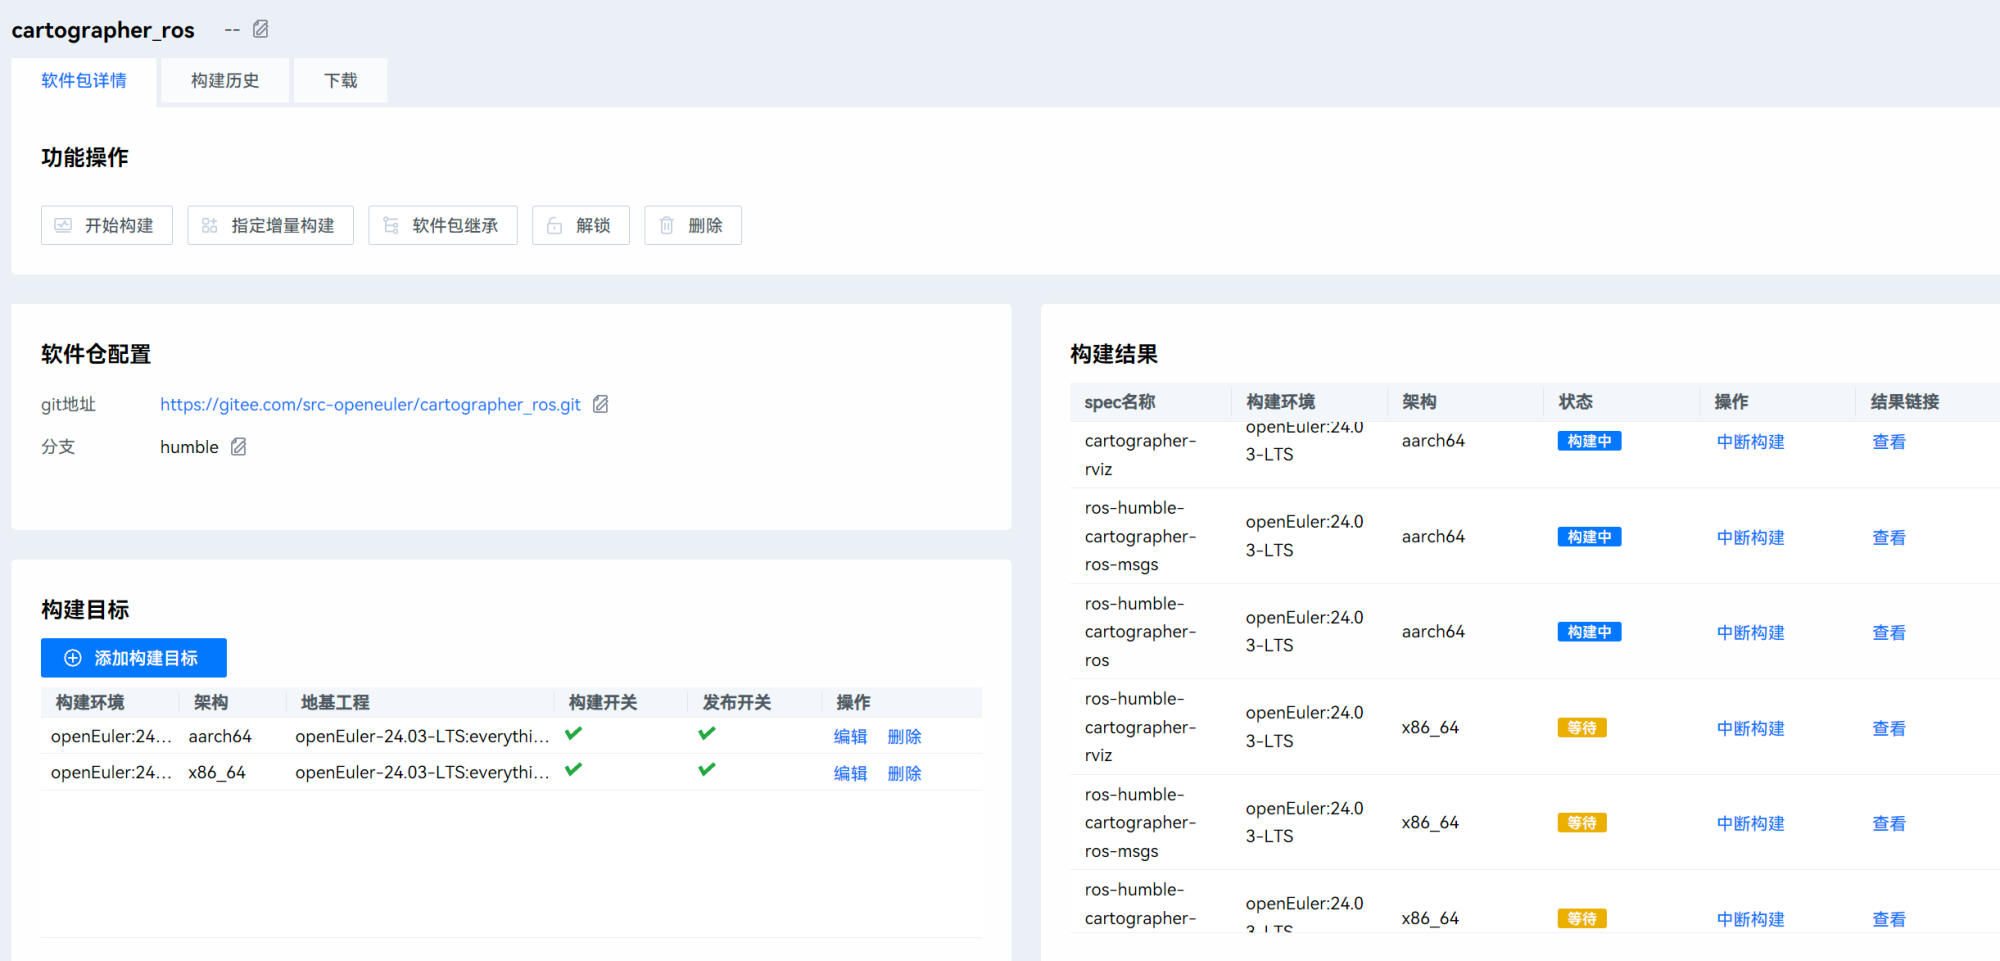 cartographer_ros --
软件包详情 构建历史 下载
功能操作
开始构建 指定增量构建 软件包继承 解锁 删除
软件仓配置
git地址 https://gitee.com/src-openeuler/cartographer_ros.git
分支 humble
构建目标
添加构建目标
构建环境 架构 地基工程 构建开关 发布开关 操作
openEuler:24... aarch64 openEuler-24.03-LTS:everythi... 编辑 删除
openEuler:24... x86_64 openEuler-24.03-LTS:everythi... 编辑 删除
构建结果
spec名称 构建环境 架构 状态 操作 结果链接
cartographer-
rviz
openEuler:24.0
3-LTS
aarch64 构建中 中断构建 查看
ros-humble-
cartographer-
ros-msgs
openEuler:24.0
3-LTS
aarch64 构建中 中断构建 查看
ros-humble-
cartographer-
ros
openEuler:24.0
3-LTS
aarch64 构建中 中断构建 查看
ros-humble-
cartographer-
rviz
openEuler:24.0
3-LTS
x86_64 等待 中断构建 查看
ros-humble-
cartographer-
ros-msgs
openEuler:24.0
3-LTS
x86_64 等待 中断构建 查看
ros-humble-
cartographer-
openEuler:24.0
3-LTS
x86_64 等待 中断构建 查看